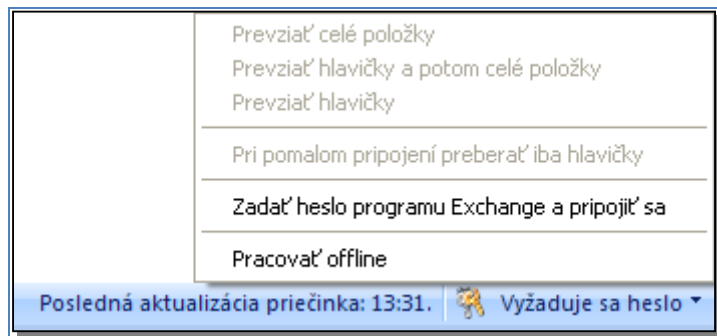 Prevziať celé položky
Prevziať hlavičky a potom celé položky
Prevziať hlavičky
Pri pomalom pripojení preberať iba hlavičky
Zadať heslo programu Exchange a pripojiť sa
Pracovať offline
Posledná aktualizácia priečinka: 13:31. Vyžaduje sa heslo